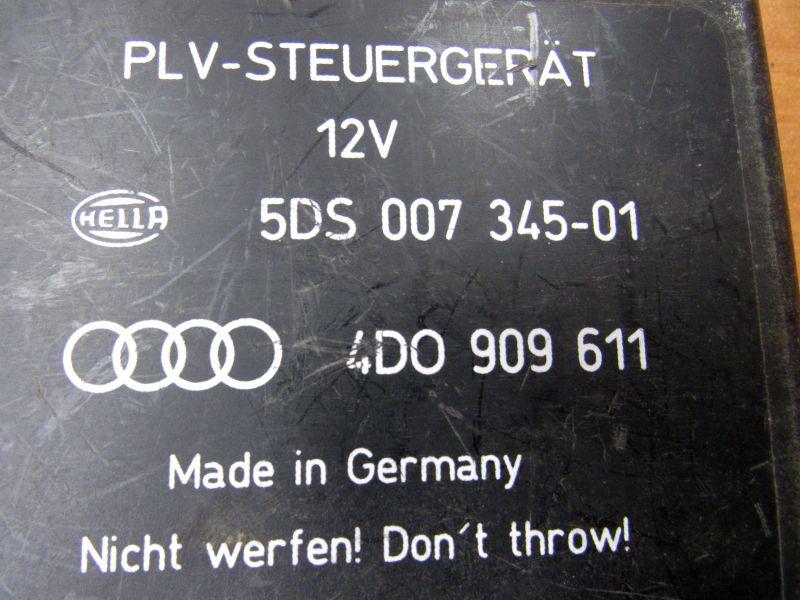 PLV-STEUERGERÄT
12V
HELLA 5DS 007 345-01
4D0 909 611
Made in Germany
Nicht werfen! Don´t throw!